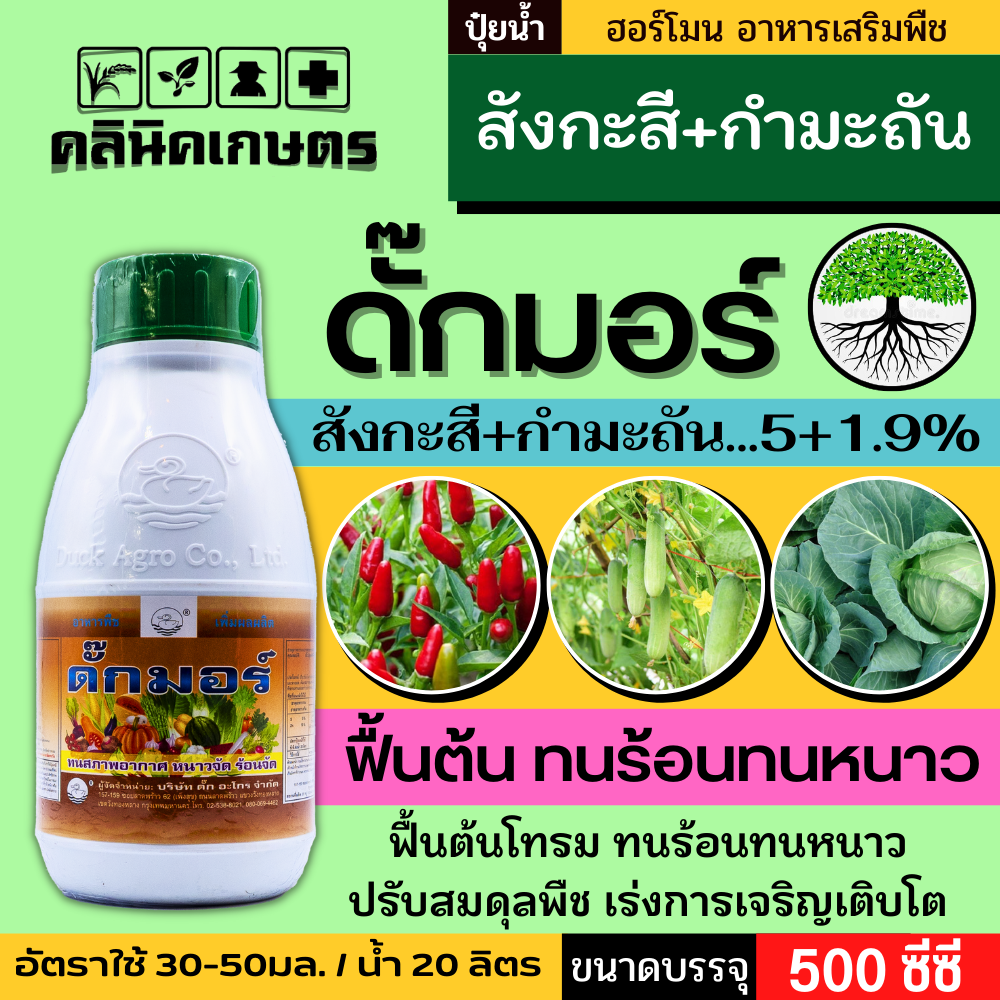 ปุ๋ยน้ำ
ฮอร์โมน อาหารเสริมพืช
คลินิคเกษตร
สังกะสี+กำมะถัน
ดั๊กมอร์
สังกะสี+กำมะถัน...5+1.9%
Duck Agro Co., Ltd.
ดั๊กมอร์
ทนสภาพอากาศ หนาวจัด ร้อนจัด
ผู้จัดจำหน่าย: บริษัท ดั๊ก อะโกร จำกัด
ฟื้นต้น ทนร้อนานหนาว
ฟื้นต้นโทรม ทนร้อนทนหนาว
ปรับสมดุลพืช เร่งการเจริญเติบโต
อัตราใช้ 30-50มล. / น้ำ 20 ลิตร
ขนาดบรรจุ
500 ซีซี